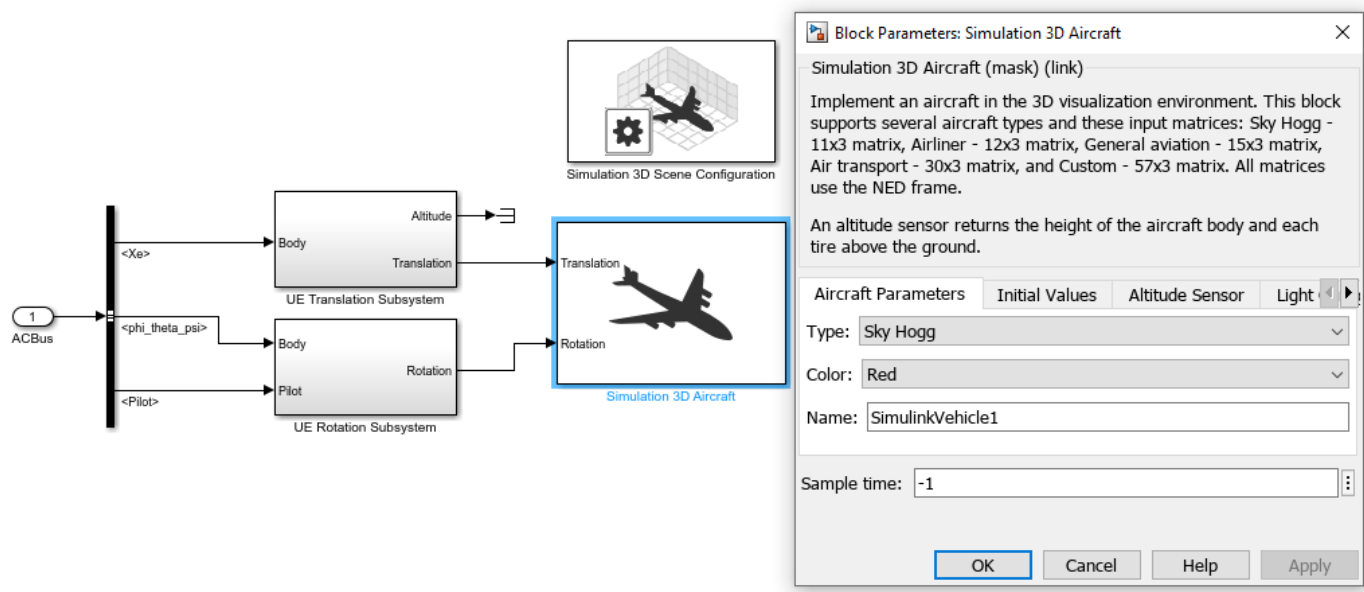 Simulation 3D Scene Configuration
Altitude
Body
Translation
<Xe>
UE Translation Subsystem
1
ACBus
<phi_theta_psi>
Body
Rotation
Pilot
<Pilot>
UE Rotation Subsystem
Translation
Rotation
Simulation 3D Aircraft
Block Parameters: Simulation 3D Aircraft
Simulation 3D Aircraft (mask) (link)
Implement an aircraft in the 3D visualization environment. This block
supports several aircraft types and these input matrices: Sky Hogg -
11x3 matrix, Airliner - 12x3 matrix, General aviation - 15x3 matrix,
Air transport - 30x3 matrix, and Custom - 57x3 matrix. All matrices
use the NED frame.
An altitude sensor returns the height of the aircraft body and each
tire above the ground.
Aircraft Parameters Initial Values Altitude Sensor Light
Type: Sky Hogg
Color: Red
Name: SimulinkVehicle1
Sample time: -1
OK Cancel Help Apply